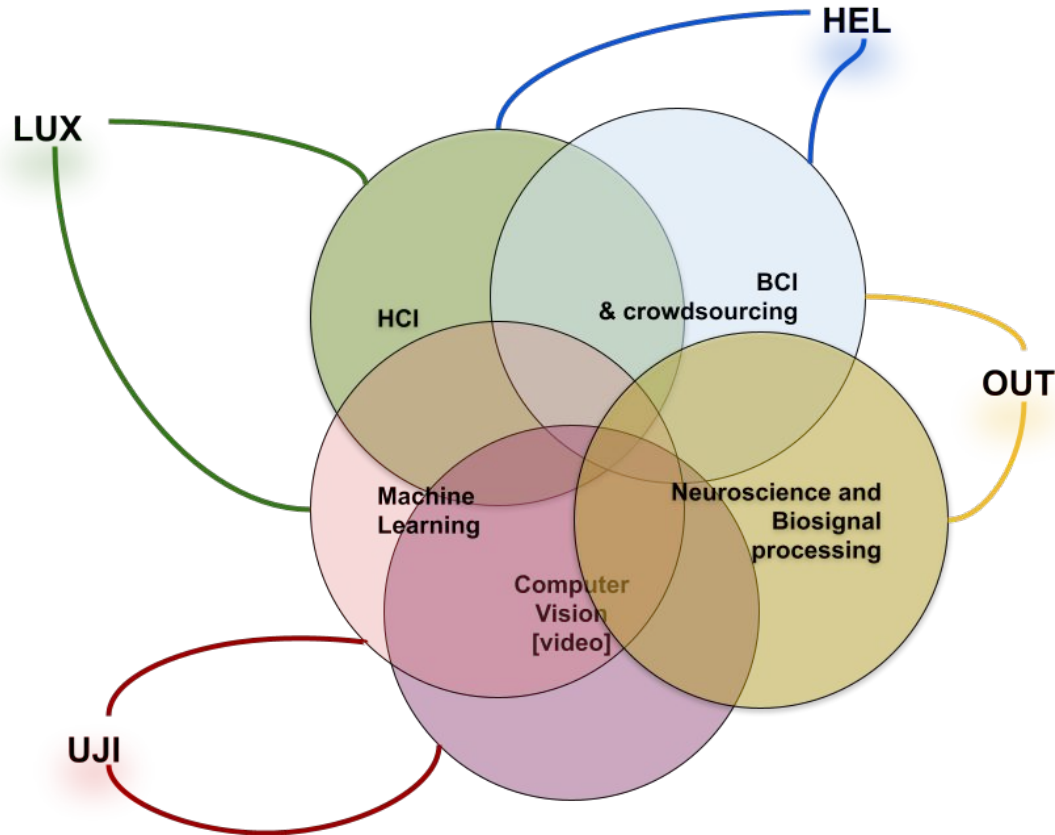 HEL
LUX
BCI
& crowdsourcing
HCI
OUT
Machine
Learning
Neuroscience and
Biosignal
processing
Computer
Vision
[video]
UJI